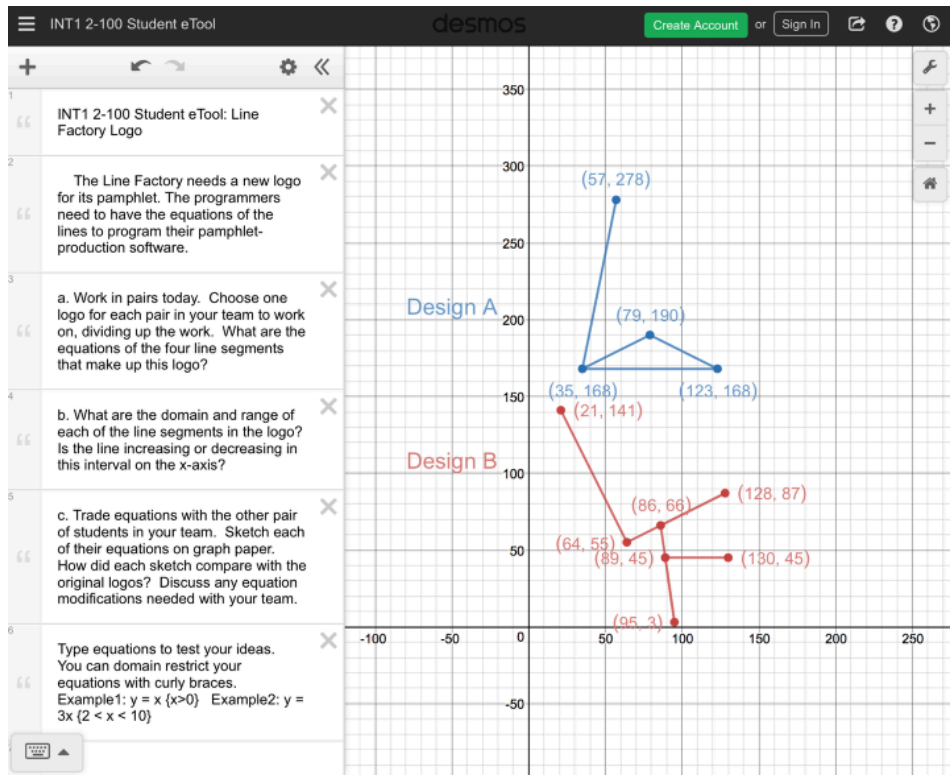 INT1 2-100 Student eTool
desmos
Create Account
or
Sign In
1
INT1 2-100 Student eTool: Line
Factory Logo
2
The Line Factory needs a new logo
for its pamphlet. The programmers
need to have the equations of the
lines to program their pamphlet-
production software.
3
a. Work in pairs today. Choose one
logo for each pair in your team to work
on, dividing up the work. What are the
equations of the four line segments
that make up this logo?
4
b. What are the domain and range of
each of the line segments in the logo?
Is the line increasing or decreasing in
this interval on the x-axis?
5
c. Trade equations with the other pair
of students in your team. Sketch each
of their equations on graph paper.
How did each sketch compare with the
original logos? Discuss any equation
modifications needed with your team.
6
Type equations to test your ideas.
You can domain restrict your
equations with curly braces.
Example1: y = x {x>0} Example2: y =
3x {2 < x < 10}
350
300
(57, 278)
250
Design A
200
(79, 190)
(35, 168)
(123, 168)
150
(21, 141)
Design B
100
(86, 66)
(128, 87)
(64, 55)
50
(89, 45)
(130, 45)
(95, 3)
-100
-50
0
50
100
150
200
250
-50